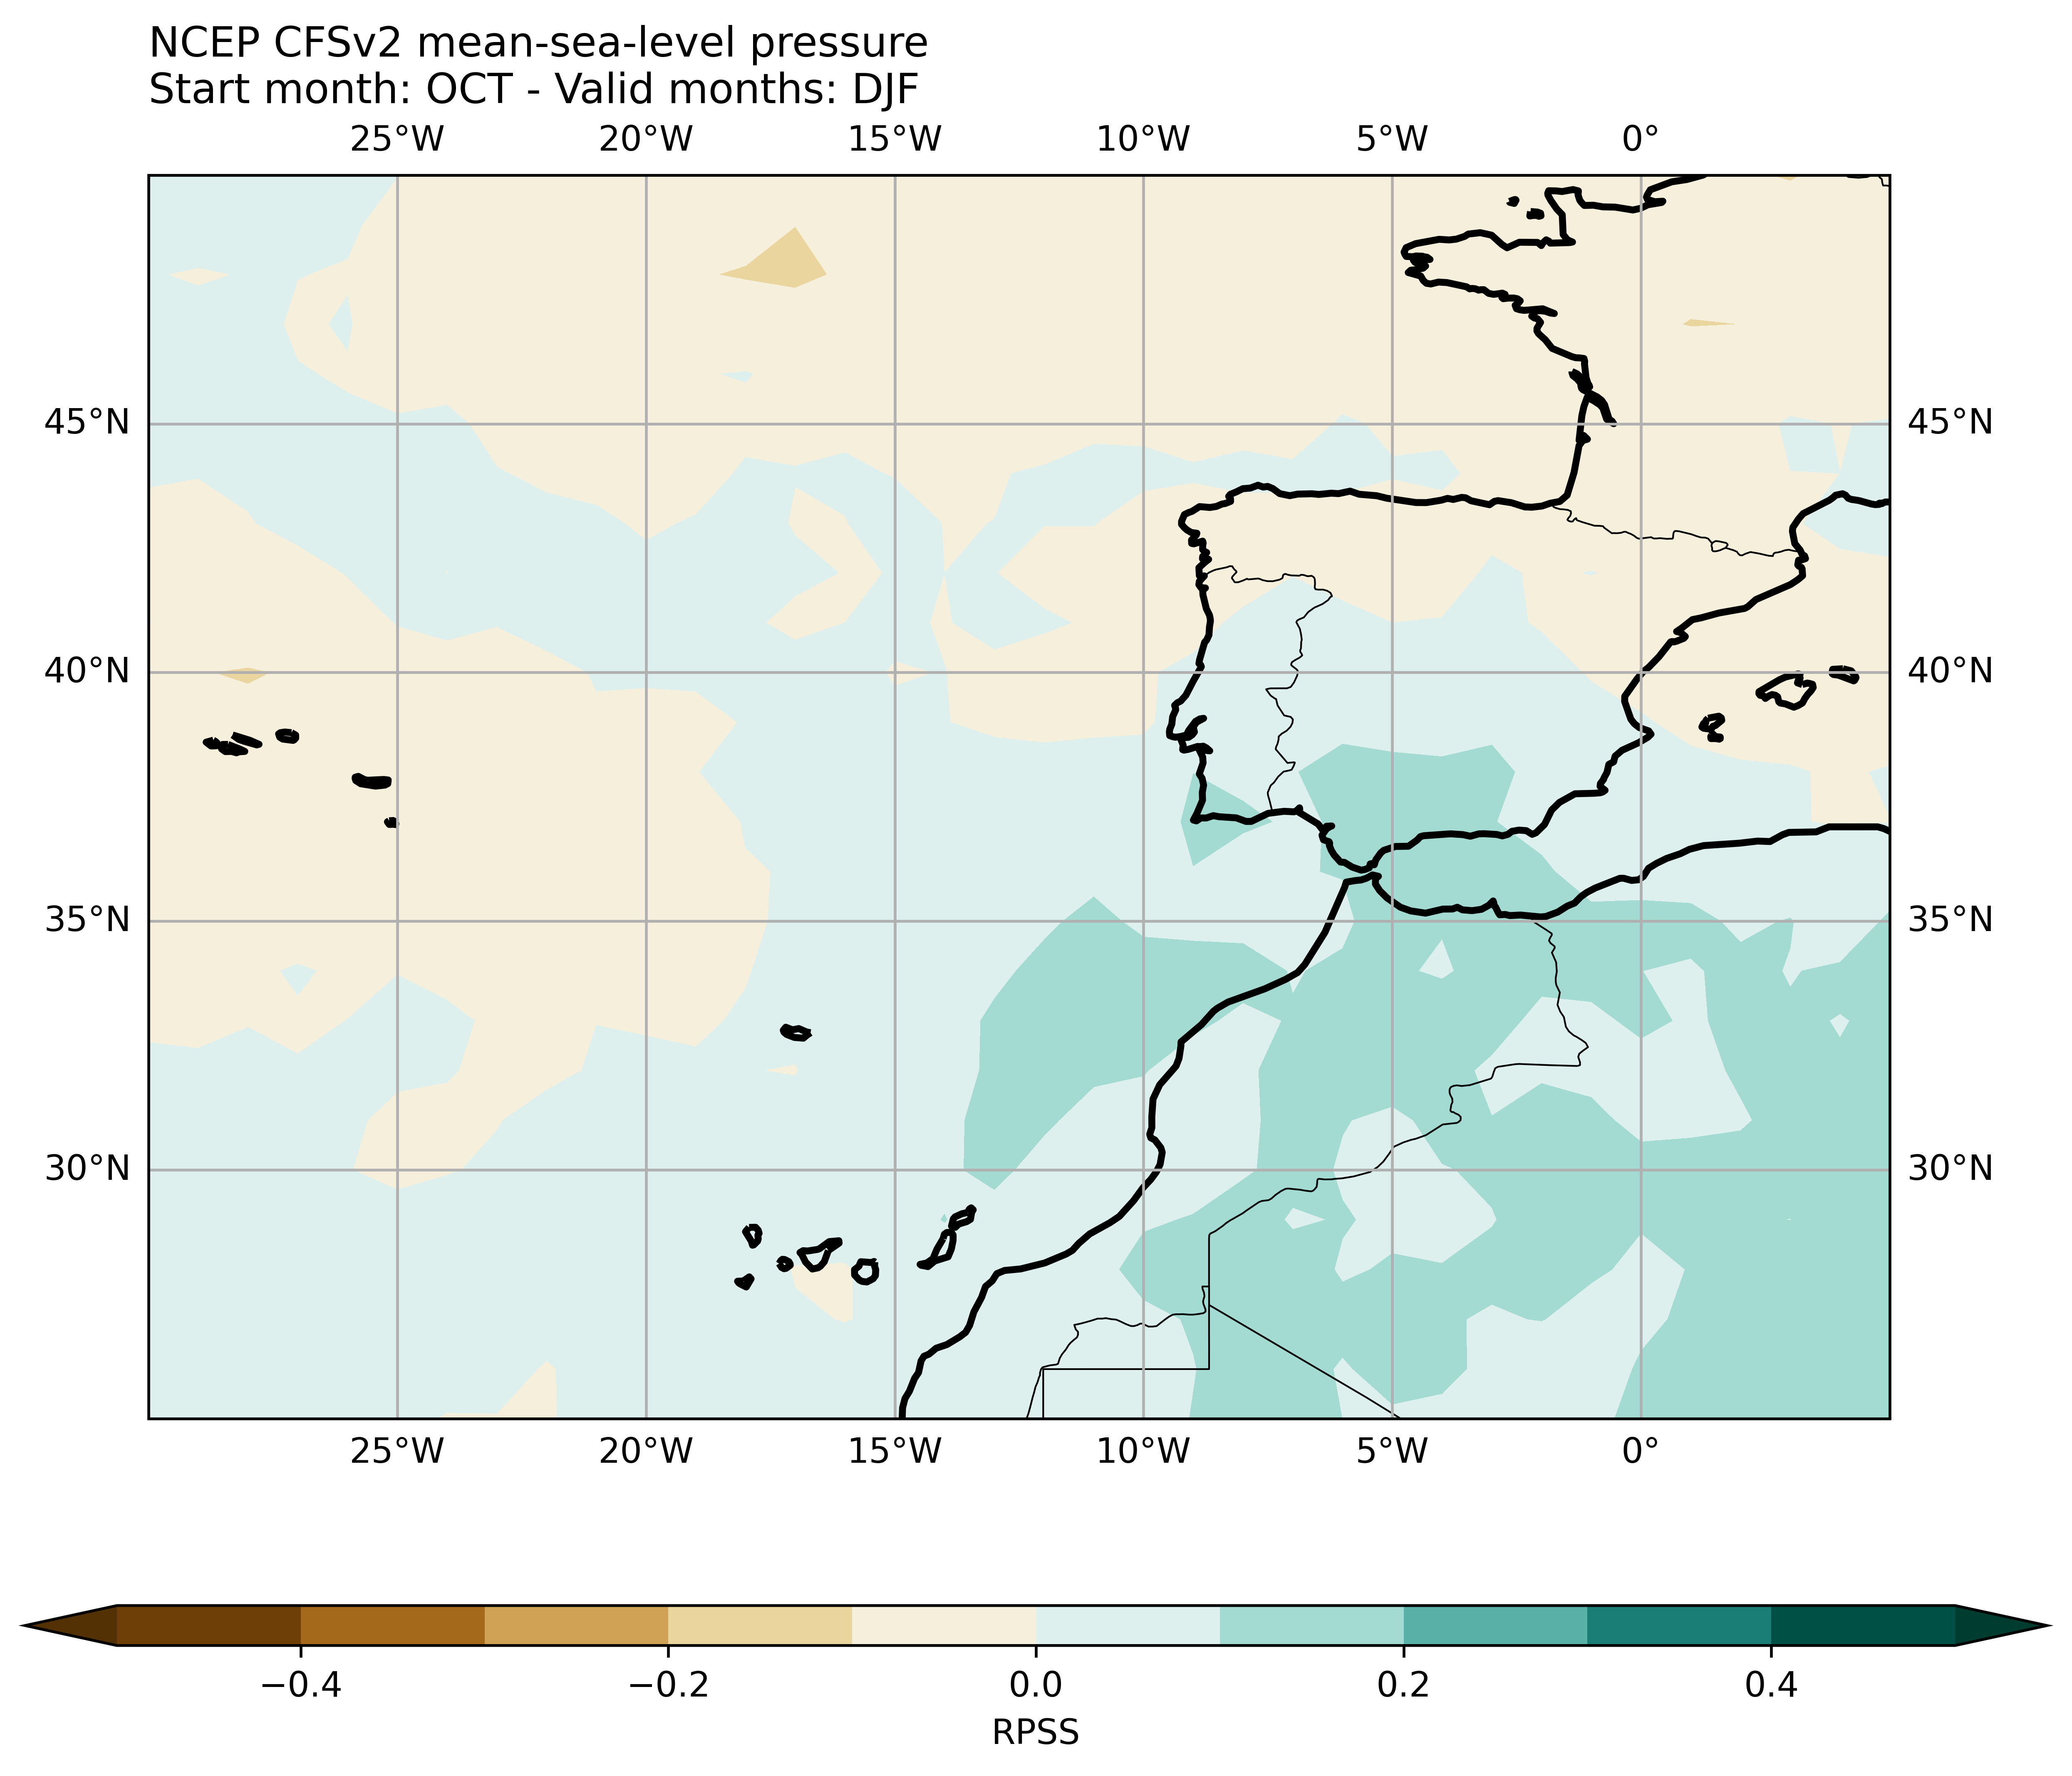 NCEP CFSv2 mean-sea-level pressure
Start month: OCT - Valid months: DJF
25°W 20°W 15°W 10°W 5°W 0°
45°N 45°N
40°N 40°N
35°N 35°N
30°N 30°N
25°W 20°W 15°W 10°W 5°W 0°
−0.4 −0.2 0.0 0.2 0.4
RPSS